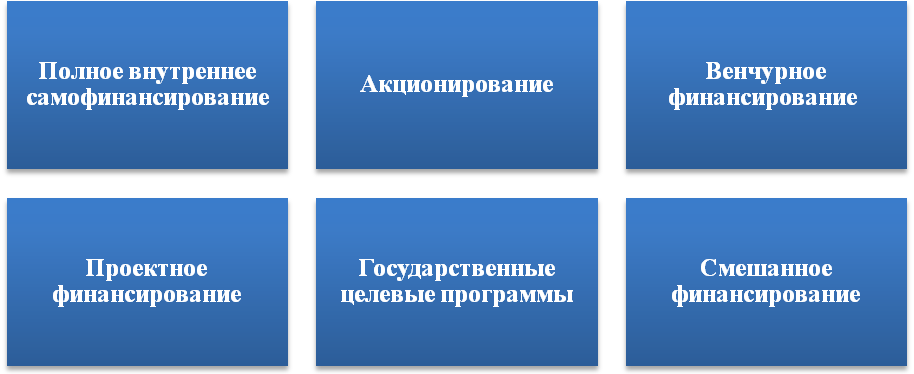 Полное внутреннее
самофинансирование
Акционирование
Венчурное
финансирование
Проектное
финансирование
Государственные
целевые программы
Смешанное
финансирование